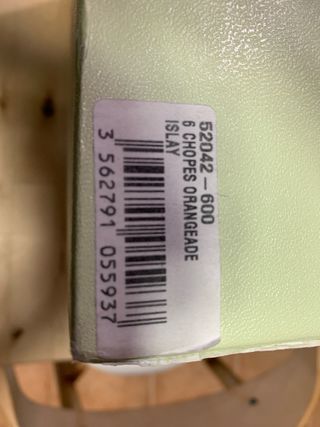 52042-600
6 CHOPES ORANGEADE
ISLAY
3 562791 055937